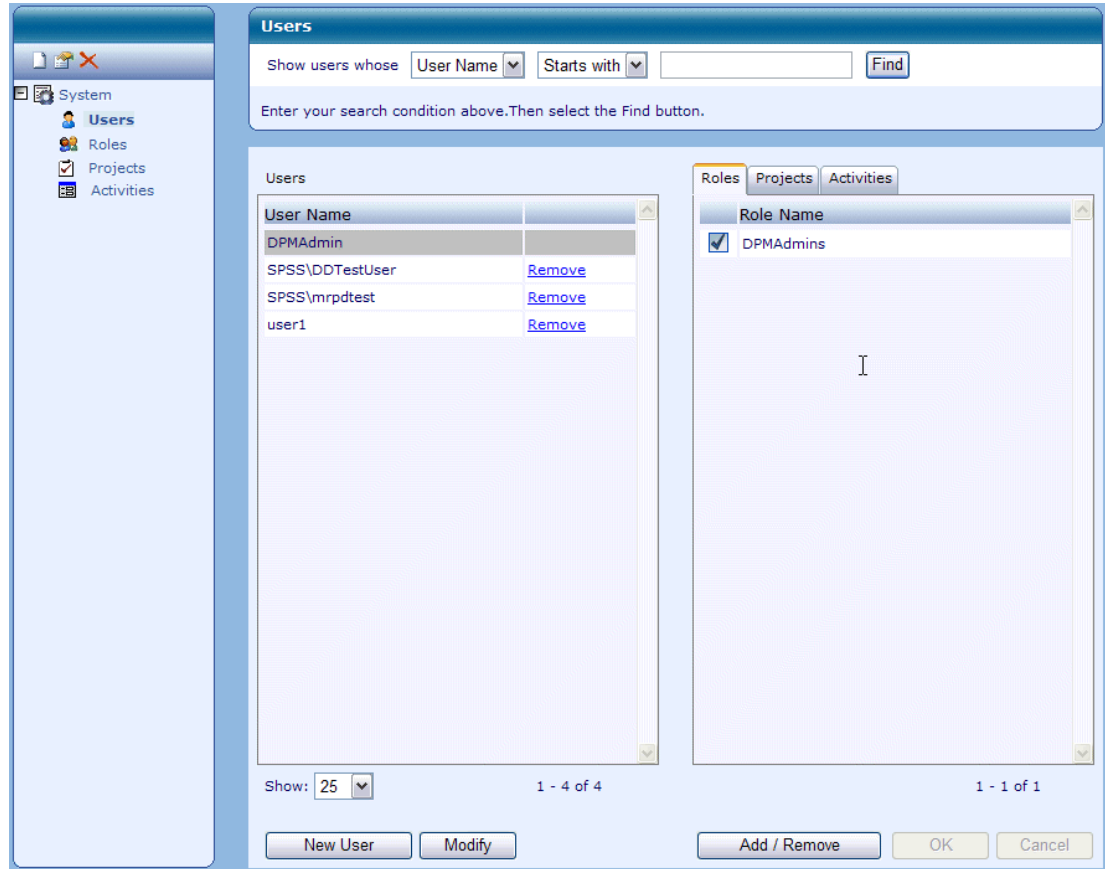 Users
Show users whose User Name Starts with Find
Enter your search condition above.Then select the Find button.
System
Users
Roles
Projects
Activities
Users
User Name
DPMAdmin
SPSS\DDTestUser Remove
SPSS\mrpdtest Remove
user1 Remove
Show: 25 1 - 4 of 4
New User Modify
Roles Projects Activities
Role Name
DPMAdmins
1 - 1 of 1
Add / Remove OK Cancel